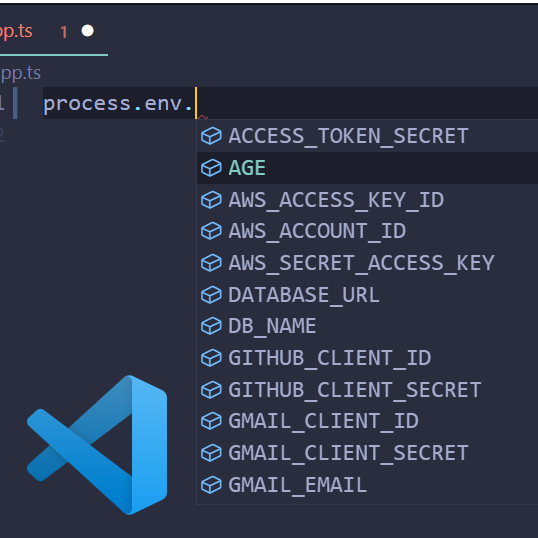 pp.ts 1
pp.ts
1 process.env.
2
ACCESS_TOKEN_SECRET
AGE
AWS_ACCESS_KEY_ID
AWS_ACCOUNT_ID
AWS_SECRET_ACCESS_KEY
DATABASE_URL
DB_NAME
GITHUB_CLIENT_ID
GITHUB_CLIENT_SECRET
GMAIL_CLIENT_ID
GMAIL_CLIENT_SECRET
GMAIL_EMAIL